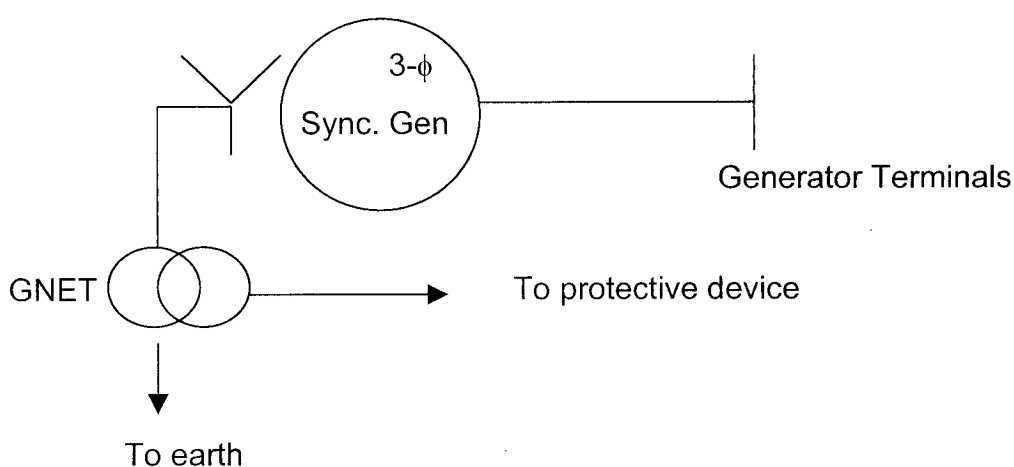 3-ϕ
Sync. Gen
Generator Terminals
GNET
To protective device
To earth